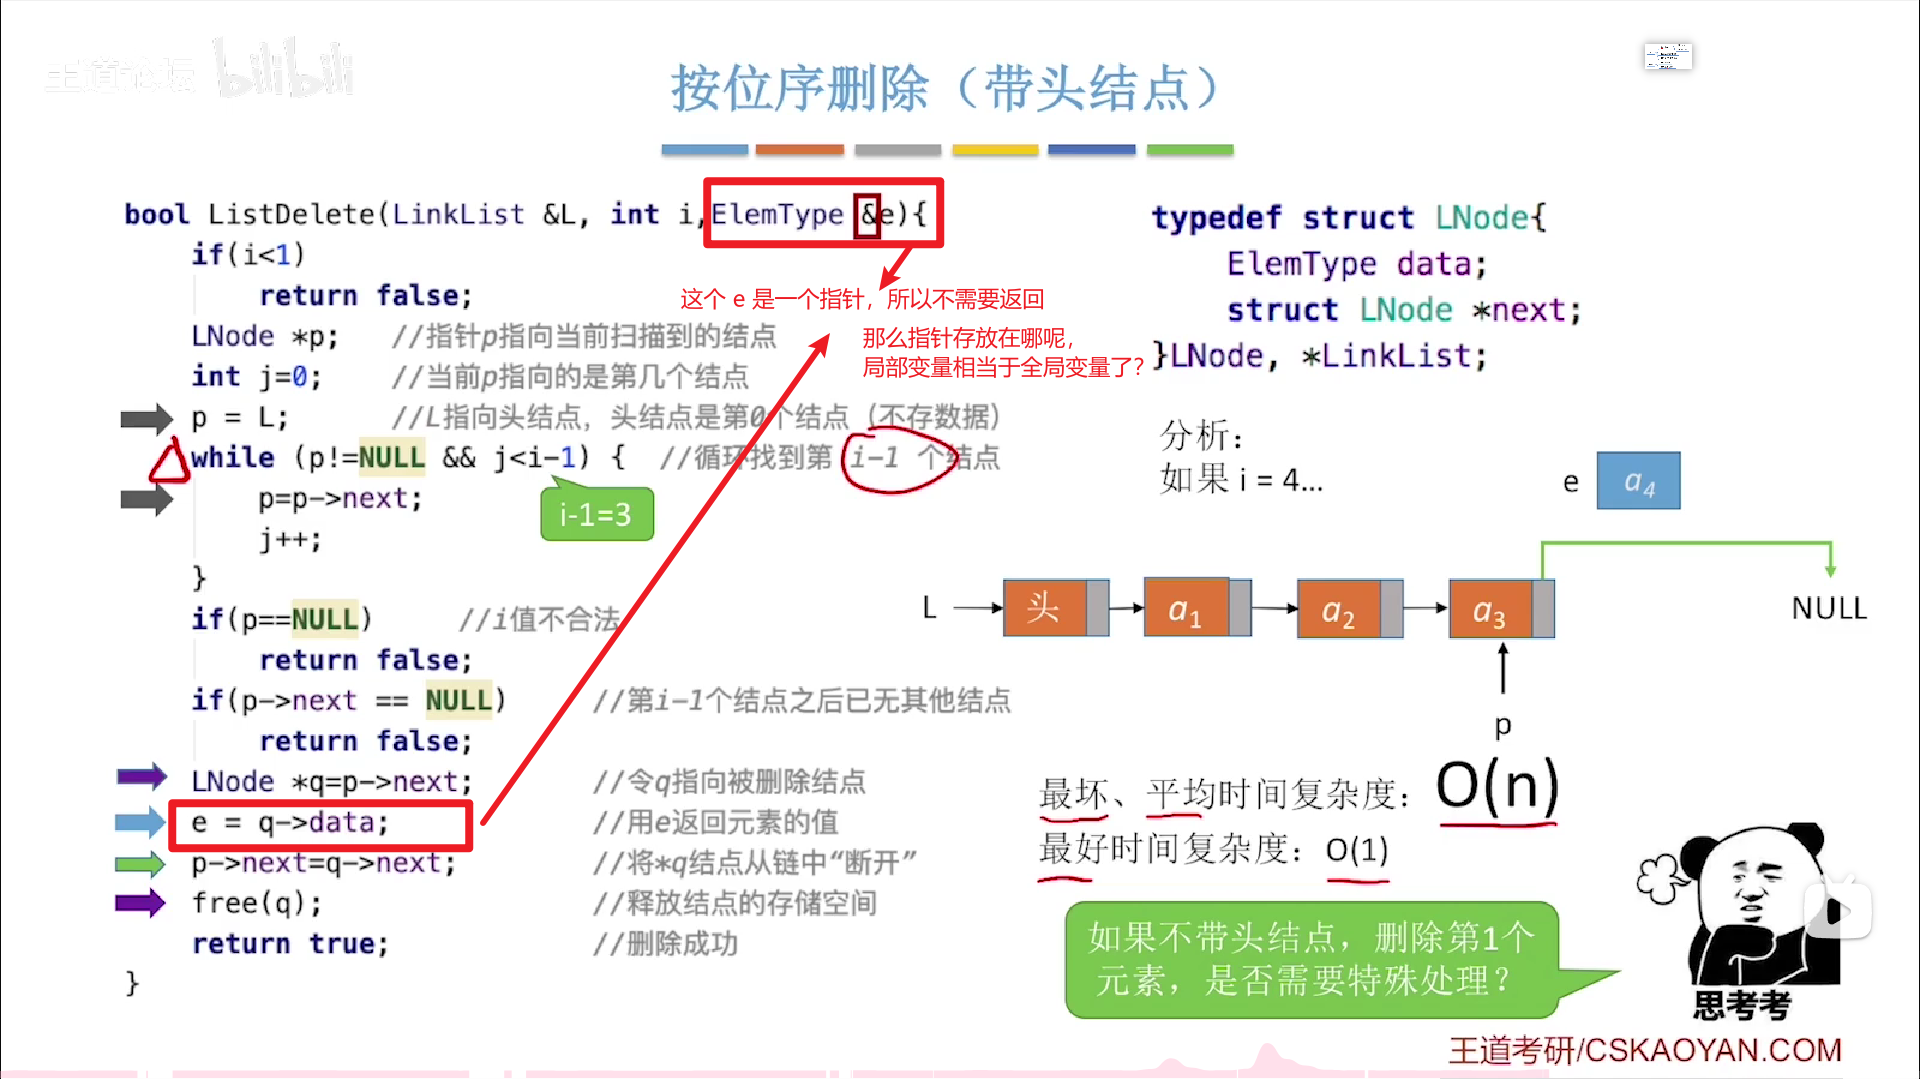 王道论坛 bilibili
按位序删除（带头结点）
bool ListDelete(LinkList &L, int i,ElemType &e){
if(i<1)
return false;
LNode *p; //指针p指向当前扫描到的结点
int j=0; //当前p指向的是第几个结点
p = L; //L指向头结点，头结点是第0个结点（不存数据）
while (p!=NULL && j<i-1) { //循环找到第 i-1 个结点
p=p->next;
j++;
}
if(p==NULL) //i值不合法
return false;
if(p->next == NULL) //第i-1个结点之后已无其他结点
return false;
LNode *q=p->next; //令q指向被删除结点
e = q->data; //用e返回元素的值
p->next=q->next; //将*q结点从链中“断开”
free(q); //释放结点的存储空间
return true; //删除成功
}
这个 e 是一个指针，所以不需要返回
那么指针存放在哪呢，
局部变量相当于全局变量了？
i-1=3
typedef struct LNode{
ElemType data;
struct LNode *next;
}LNode, *LinkList;
分析：
如果 i = 4...
e a4
L 头 a1 a2 a3 NULL
p
最坏、平均时间复杂度：O(n)
最好时间复杂度：O(1)
如果不带头结点，删除第1个
元素，是否需要特殊处理？
思考考
王道考研/CSKAOYAN.COM